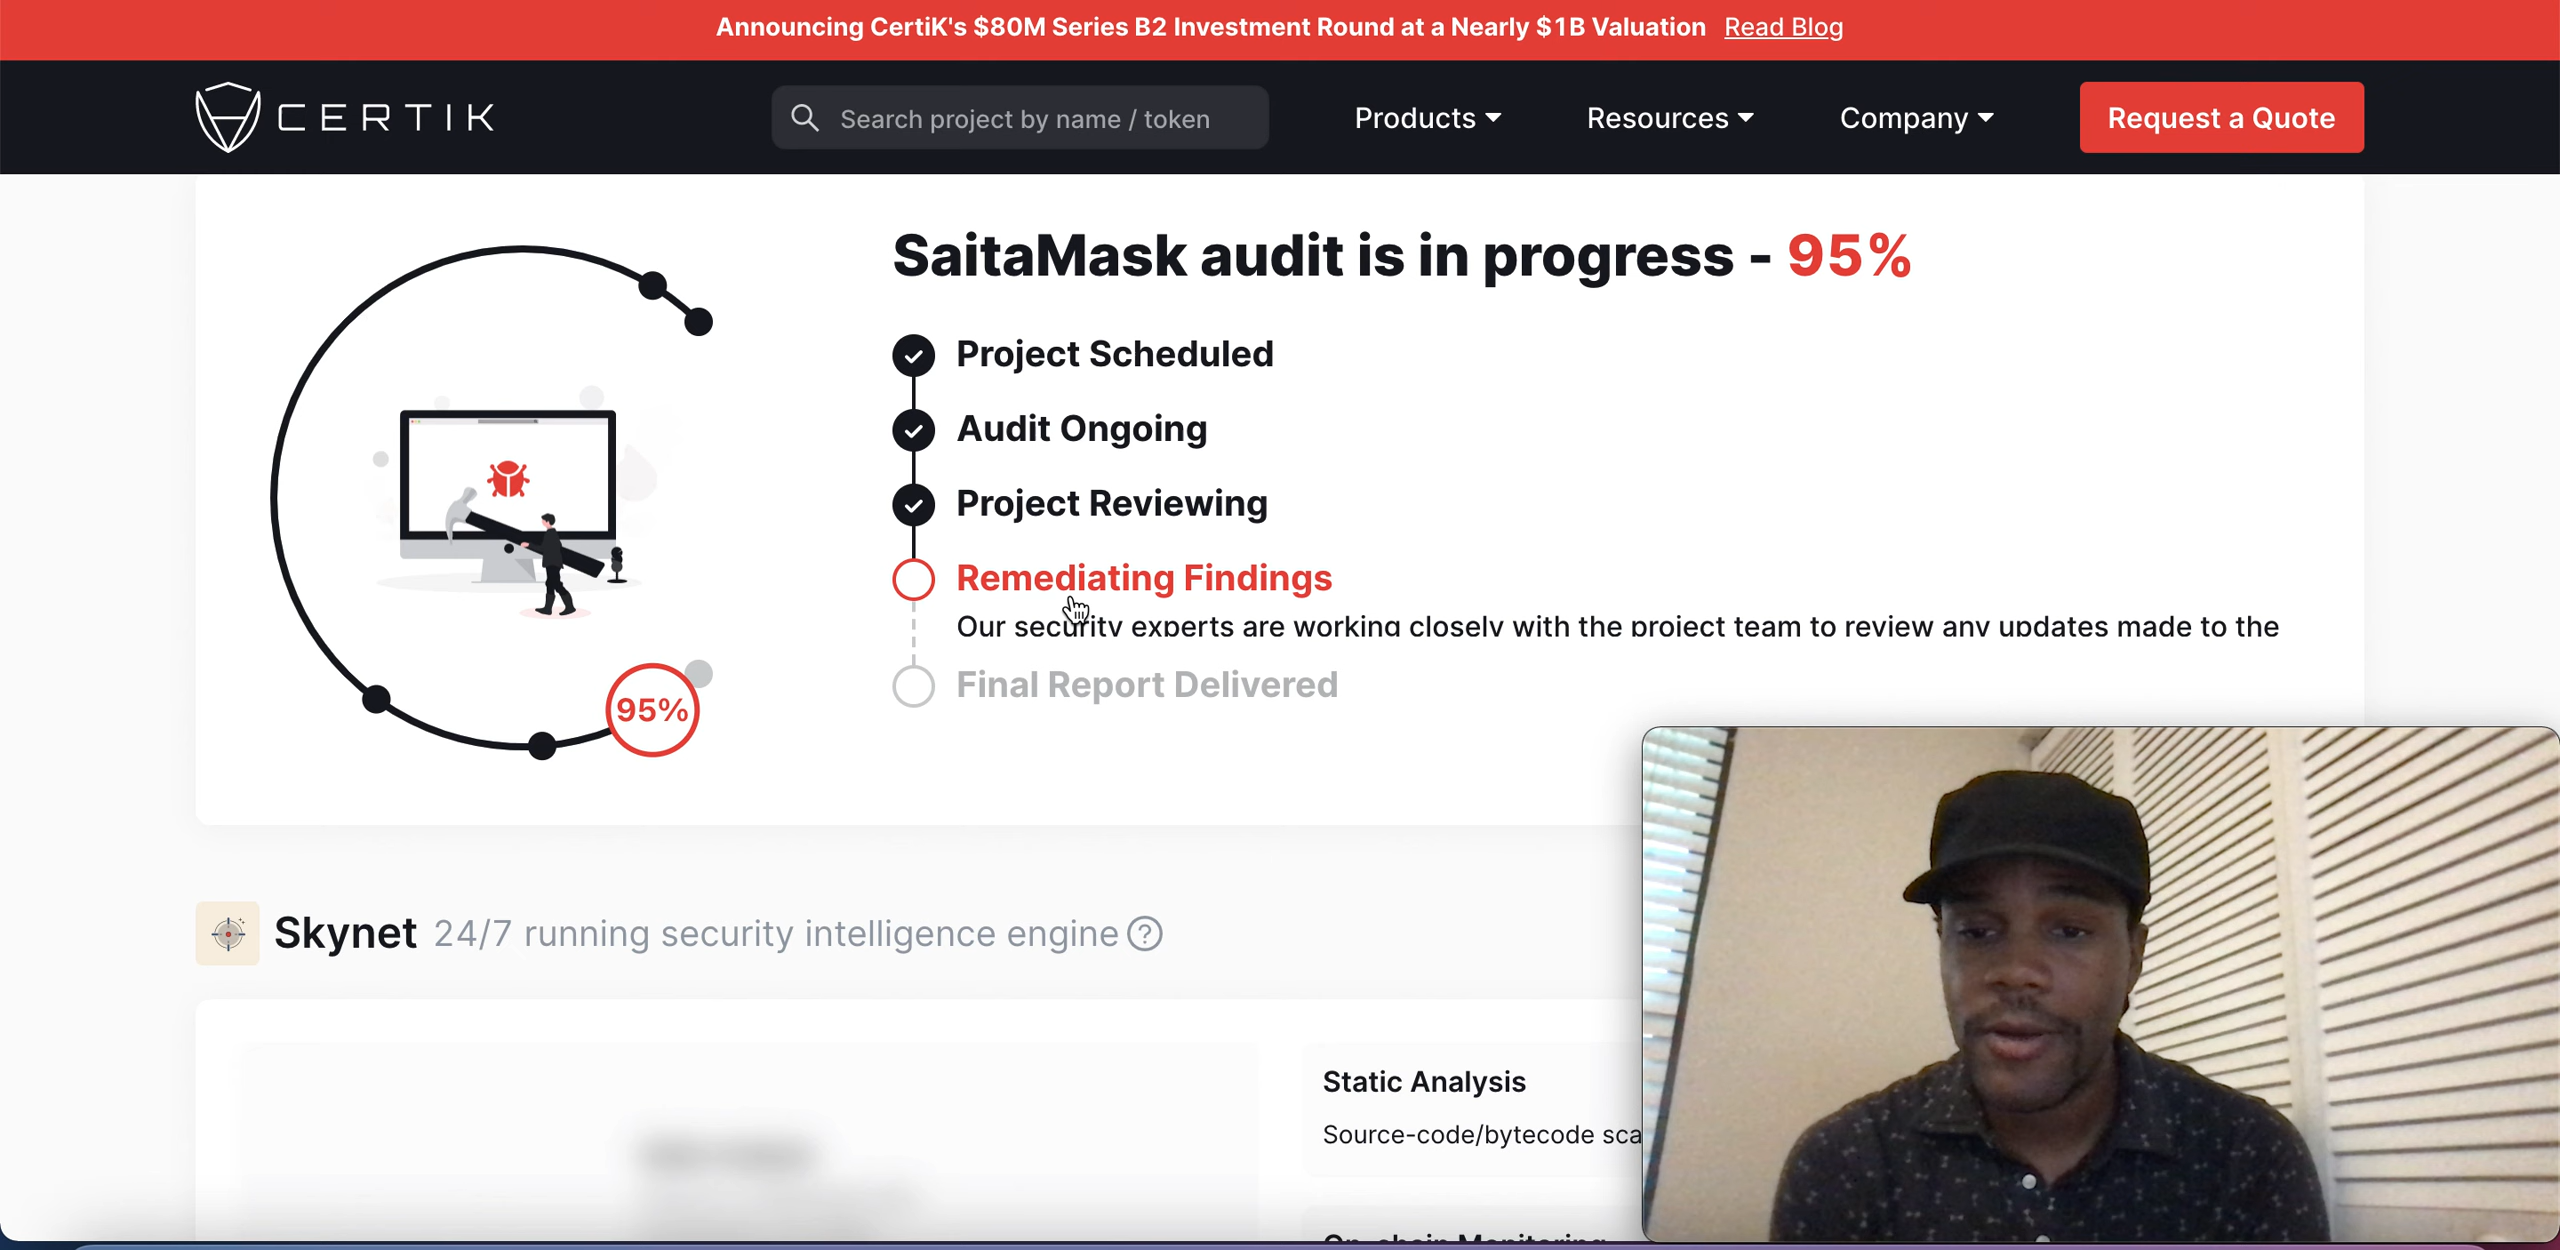 Announcing CertiK's $80M Series B2 Investment Round at a Nearly $1B Valuation Read Blog
CERTIK
Search project by name / token
Products
Resources
Company
Request a Quote
SaitaMask audit is in progress - 95%
Project Scheduled
Audit Ongoing
Project Reviewing
Remediating Findings
Our security experts are working closely with the project team to review any updates made to the
Final Report Delivered
95%
Skynet 24/7 running security intelligence engine ?
Static Analysis
Source-code/bytecode sca
On-chain Monitoring